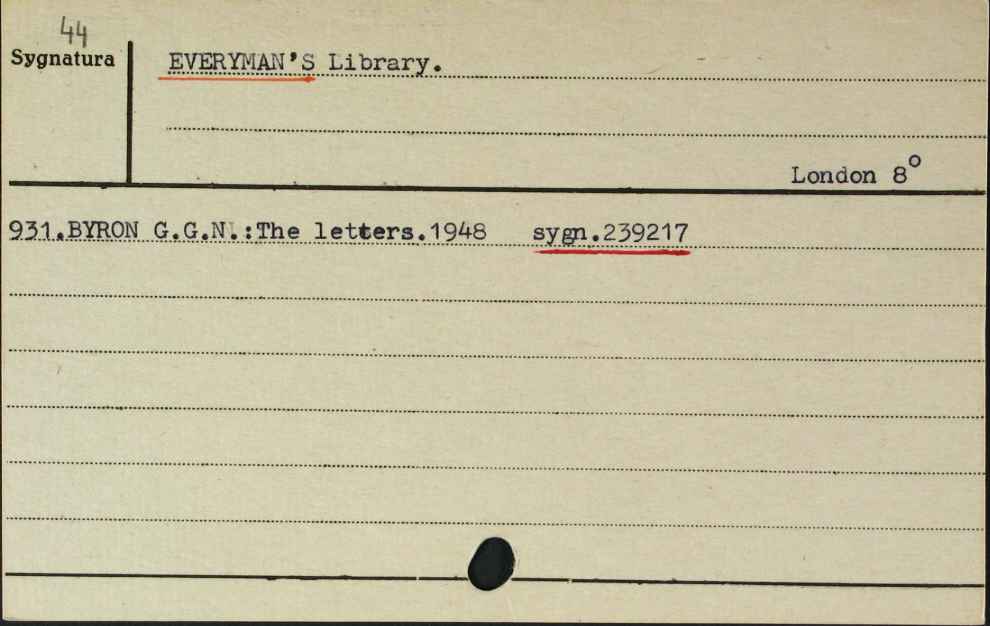 44
Sygnatura
EVERYMAN'S Library.
London 8°
931.BYRON G.G.N.:The letters.1948 sygn.239217